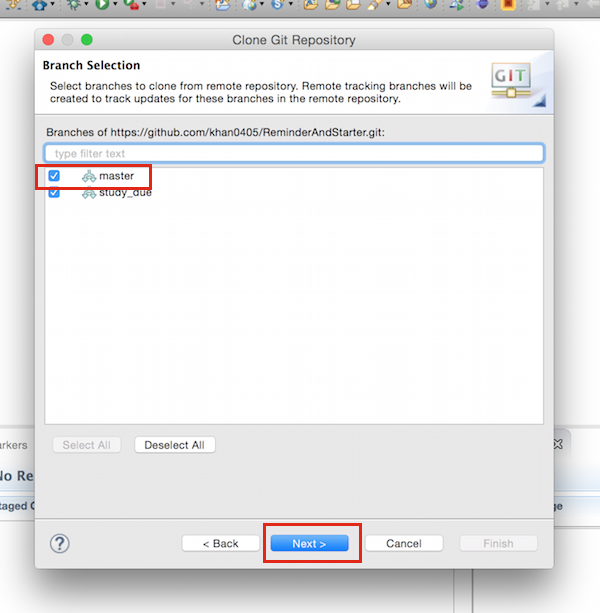 Clone Git Repository
Branch Selection
Select branches to clone from remote repository. Remote tracking branches will be
created to track updates for these branches in the remote repository.
GIT
Branches of https://github.com/khan0405/ReminderAndStarter.git:
type filter text
master
study_due
Select All
Deselect All
arkers
No Re
taged C
ge
?
< Back
Next >
Cancel
Finish